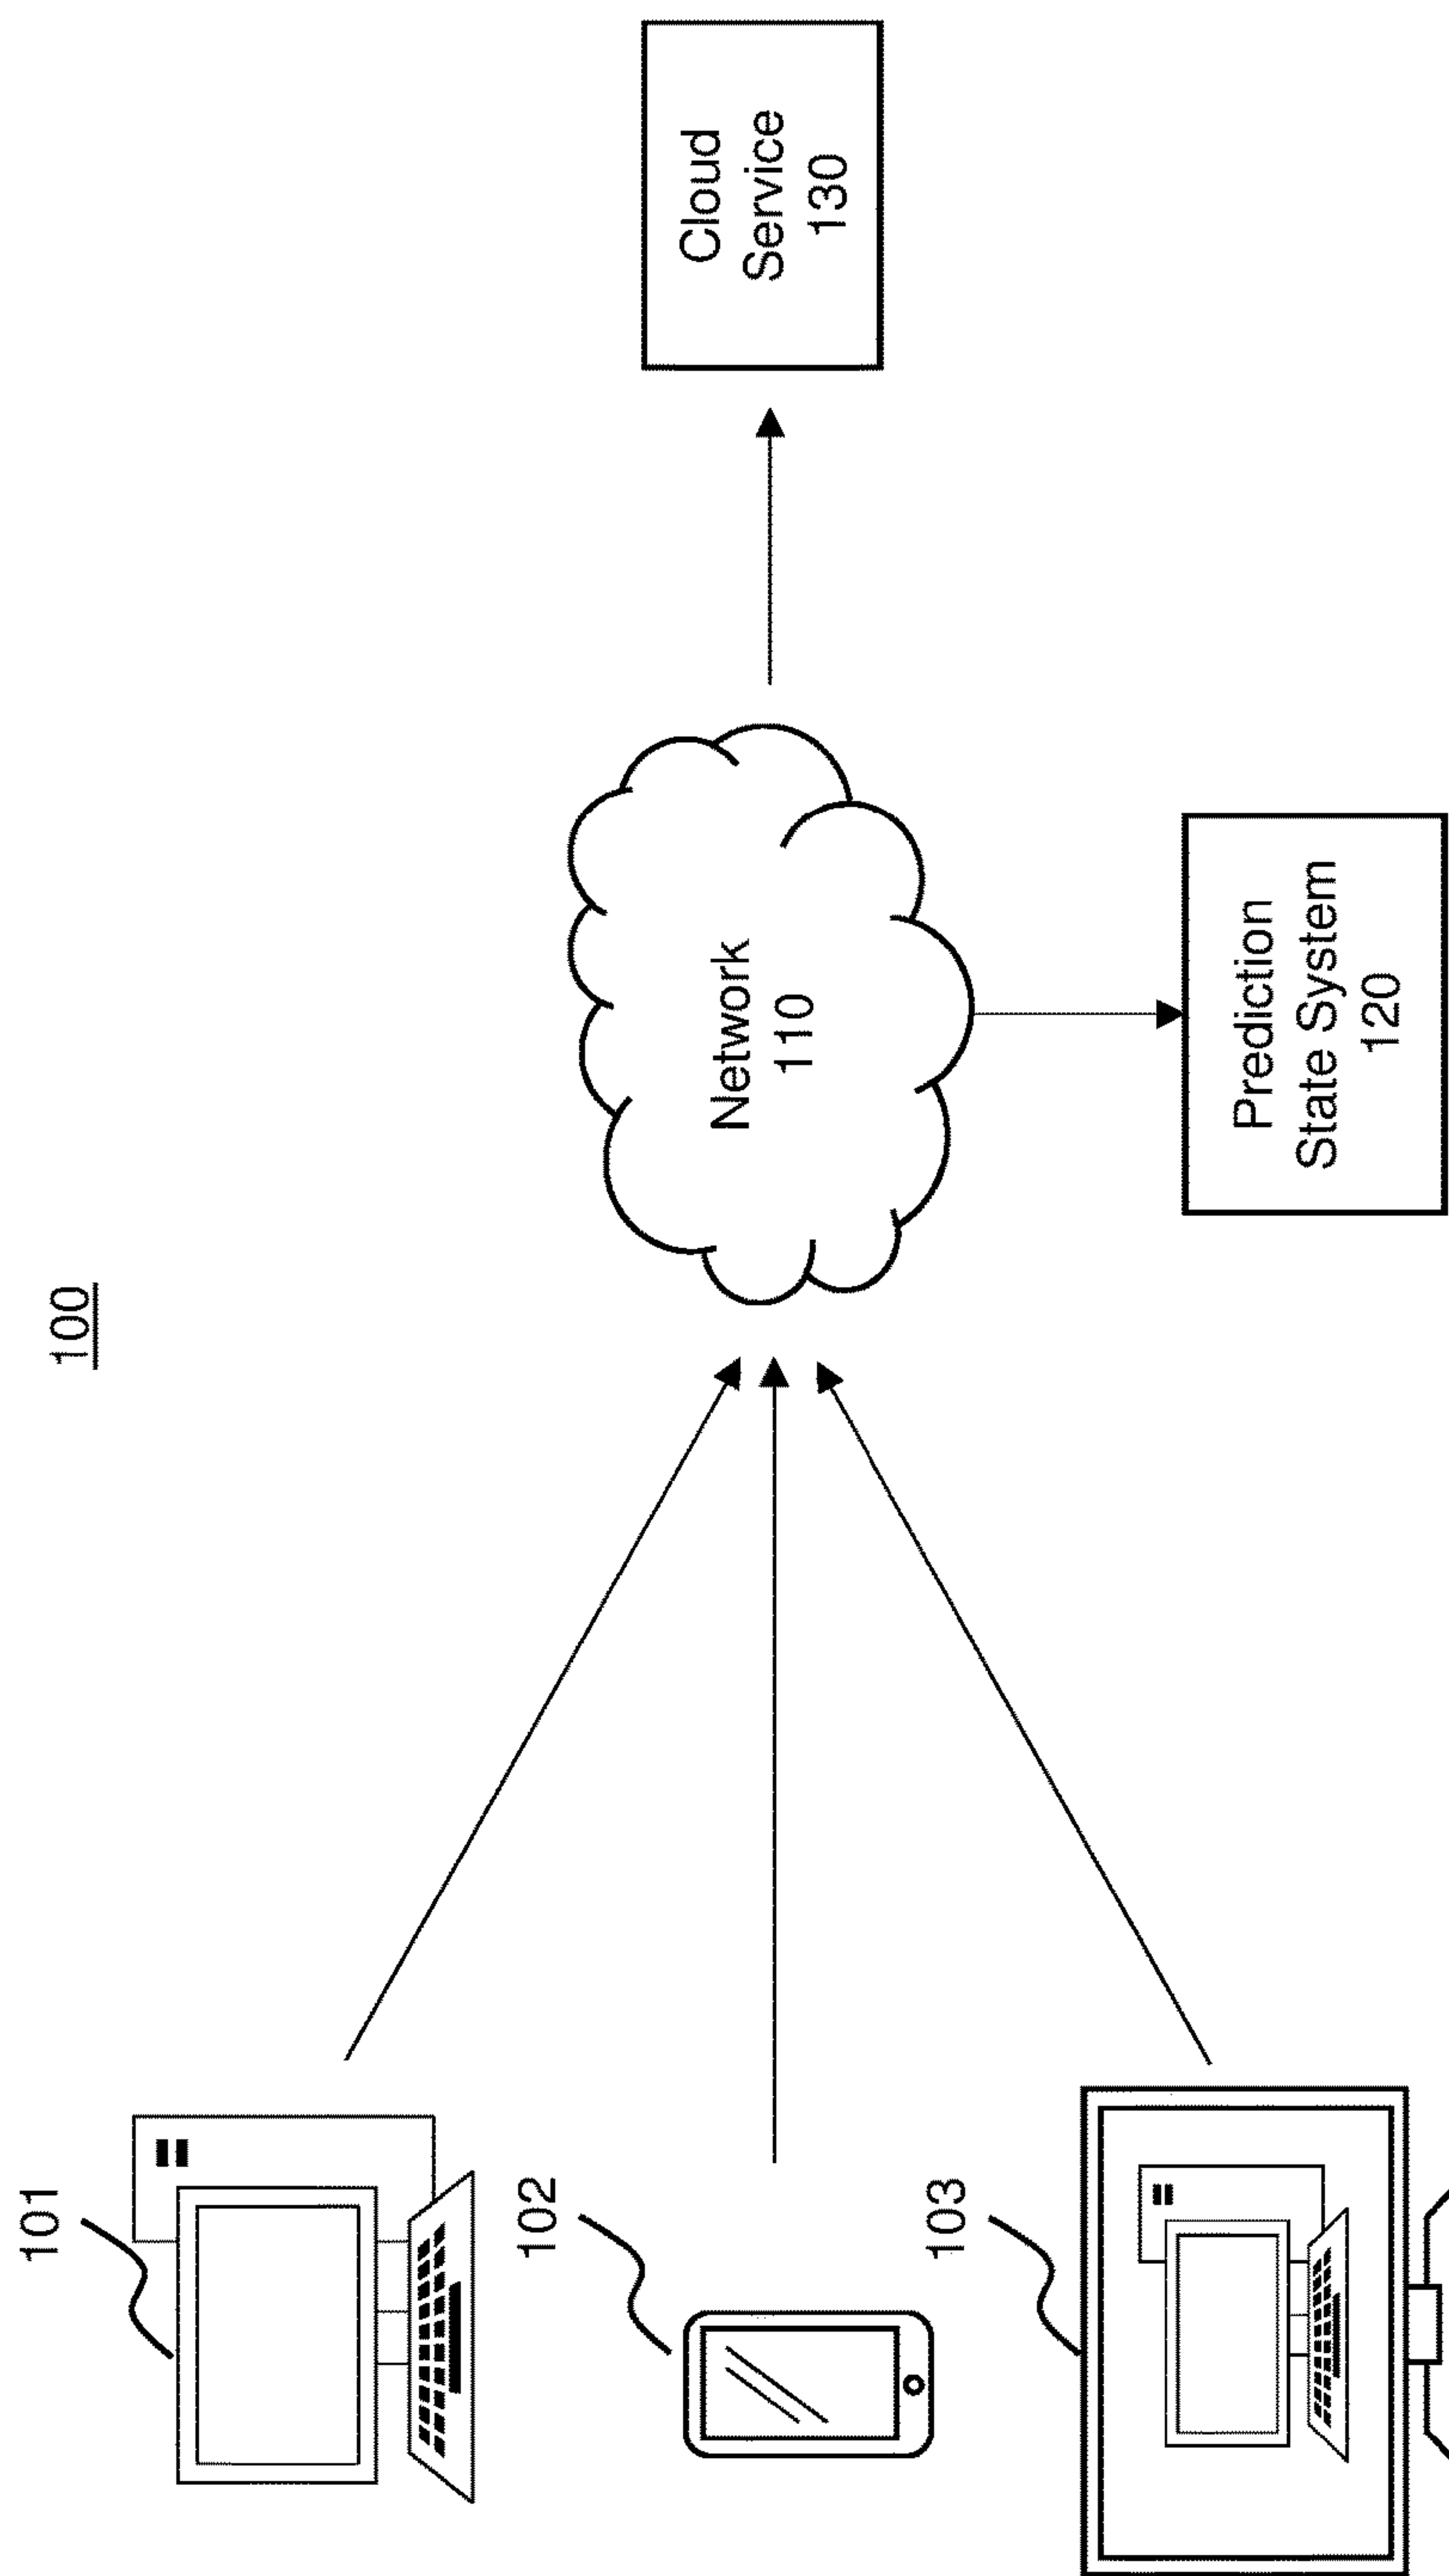 100
101
102
103
Network
110
Prediction
State System
120
Cloud
Service
130